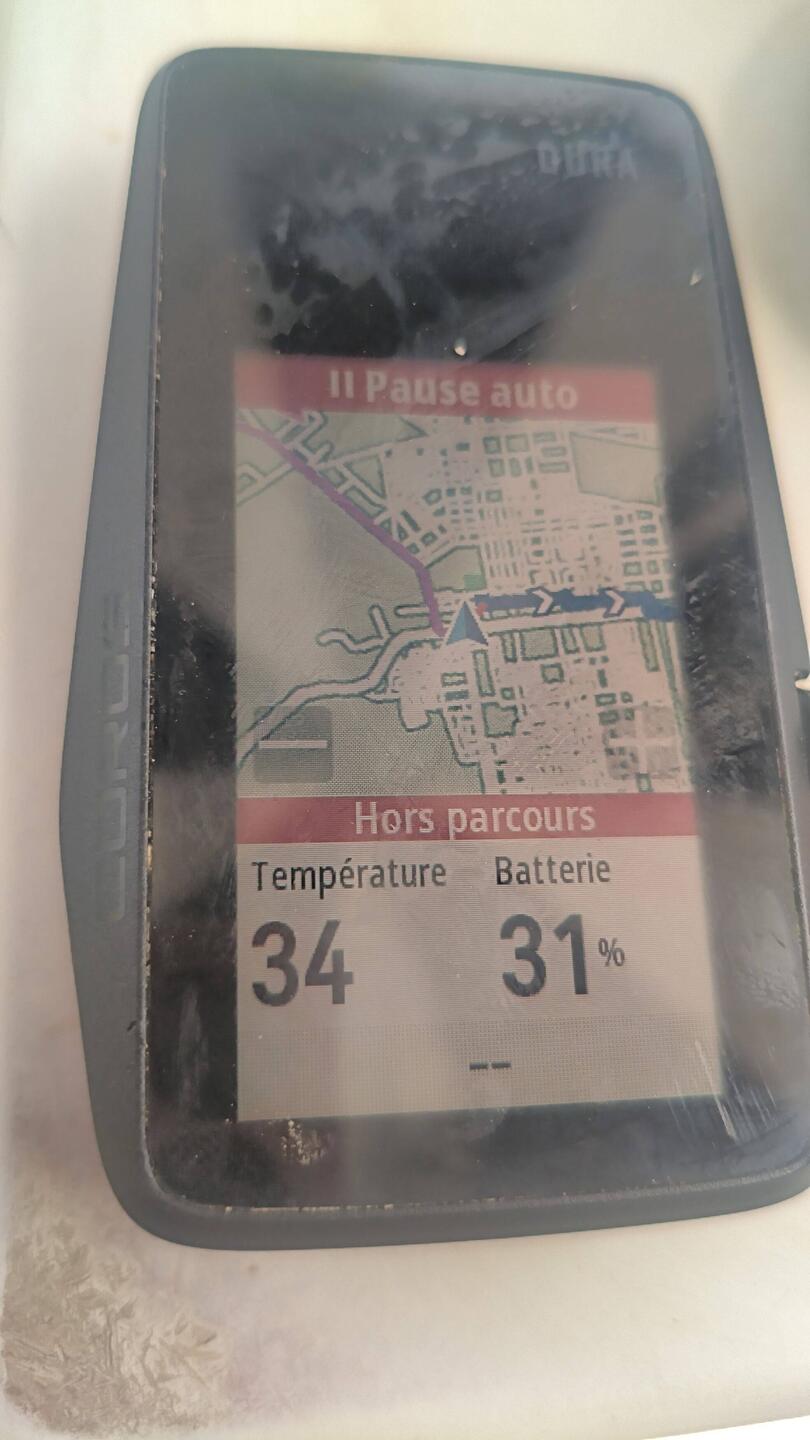 DURA
II Pause auto
COROS
Hors parcours
Température Batterie
34 31%
--